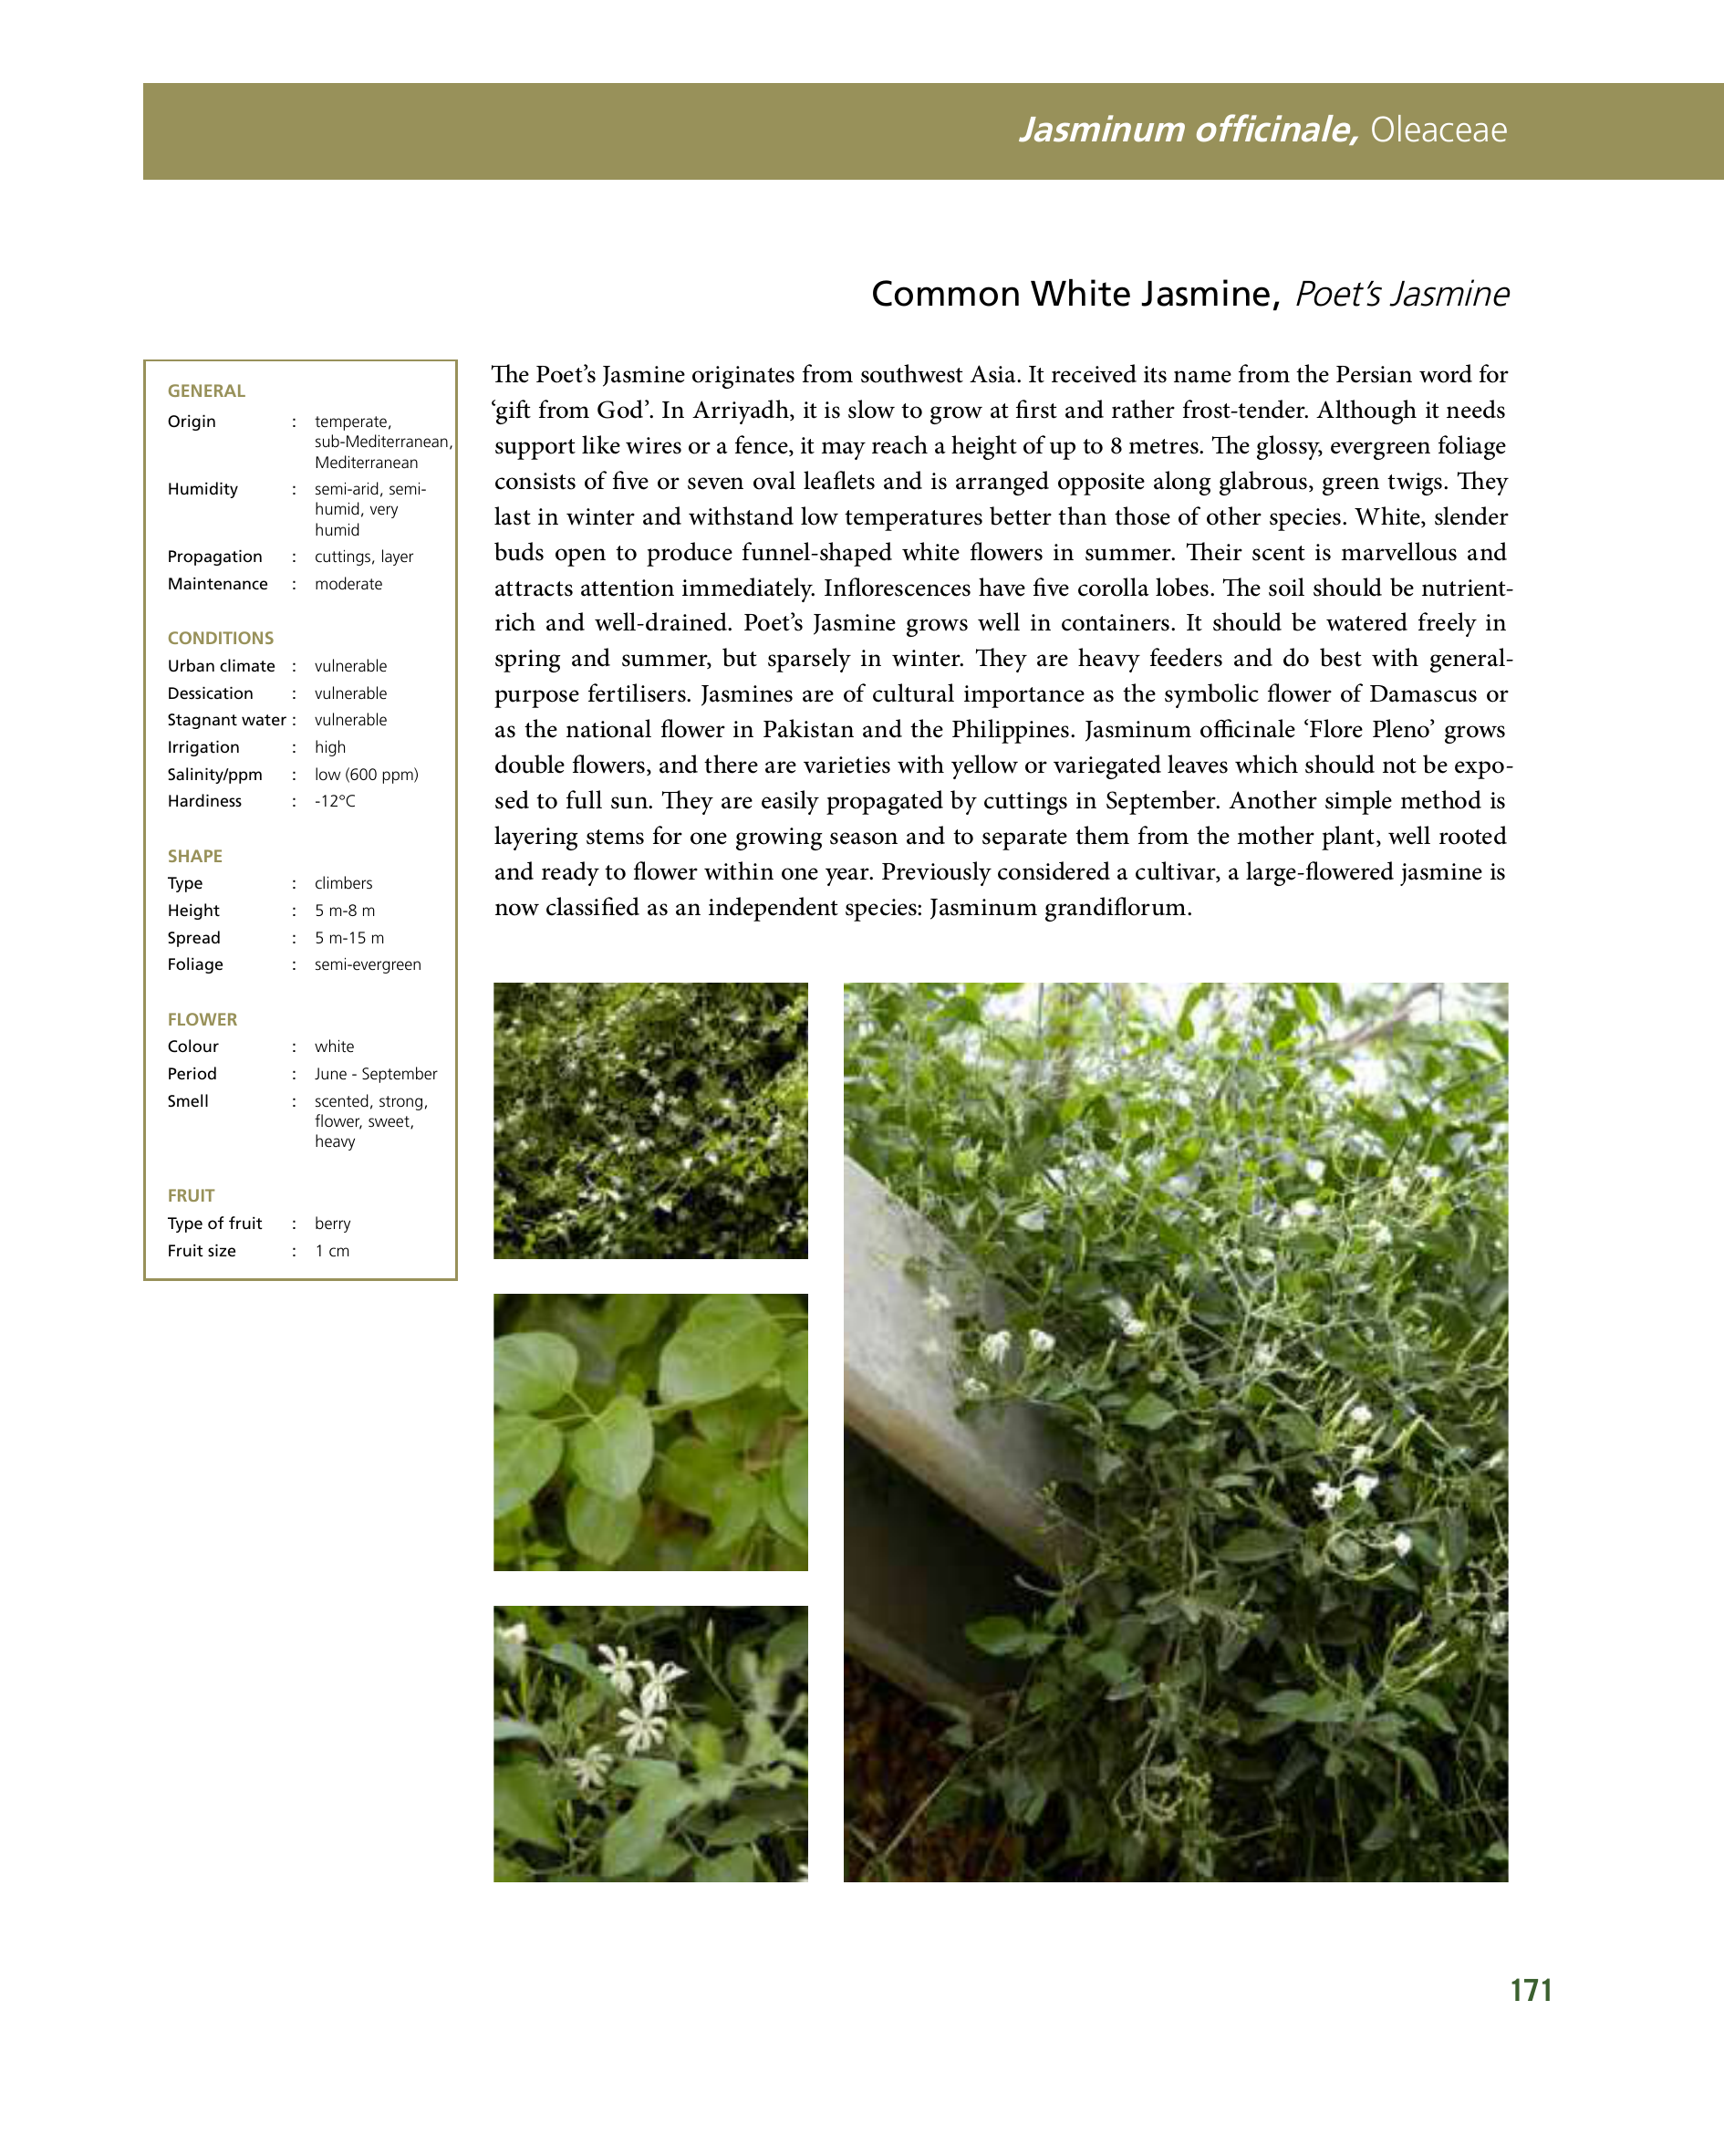 Jasminum officinale, Oleaceae
Common White Jasmine, Poet’s Jasmine
GENERAL
Origin : temperate,
sub-Mediterranean,
Mediterranean
Humidity : semi-arid, semi-
humid, very
humid
Propagation : cuttings, layer
Maintenance : moderate
CONDITIONS
Urban climate : vulnerable
Dessication : vulnerable
Stagnant water : vulnerable
Irrigation : high
Salinity/ppm : low (600 ppm)
Hardiness : -12°C
SHAPE
Type : climbers
Height : 5 m-8 m
Spread : 5 m-15 m
Foliage : semi-evergreen
FLOWER
Colour : white
Period : June - September
Smell : scented, strong,
flower, sweet,
heavy
FRUIT
Type of fruit : berry
Fruit size : 1 cm
The Poet’s Jasmine originates from southwest Asia. It received its name from the Persian word for
‘gift from God’. In Arriyadh, it is slow to grow at first and rather frost-tender. Although it needs
support like wires or a fence, it may reach a height of up to 8 metres. The glossy, evergreen foliage
consists of five or seven oval leaflets and is arranged opposite along glabrous, green twigs. They
last in winter and withstand low temperatures better than those of other species. White, slender
buds open to produce funnel-shaped white flowers in summer. Their scent is marvellous and
attracts attention immediately. Inflorescences have five corolla lobes. The soil should be nutrient-
rich and well-drained. Poet’s Jasmine grows well in containers. It should be watered freely in
spring and summer, but sparsely in winter. They are heavy feeders and do best with general-
purpose fertilisers. Jasmines are of cultural importance as the symbolic flower of Damascus or
as the national flower in Pakistan and the Philippines. Jasminum officinale ‘Flore Pleno’ grows
double flowers, and there are varieties with yellow or variegated leaves which should not be expo-
sed to full sun. They are easily propagated by cuttings in September. Another simple method is
layering stems for one growing season and to separate them from the mother plant, well rooted
and ready to flower within one year. Previously considered a cultivar, a large-flowered jasmine is
now classified as an independent species: Jasminum grandiflorum.
171